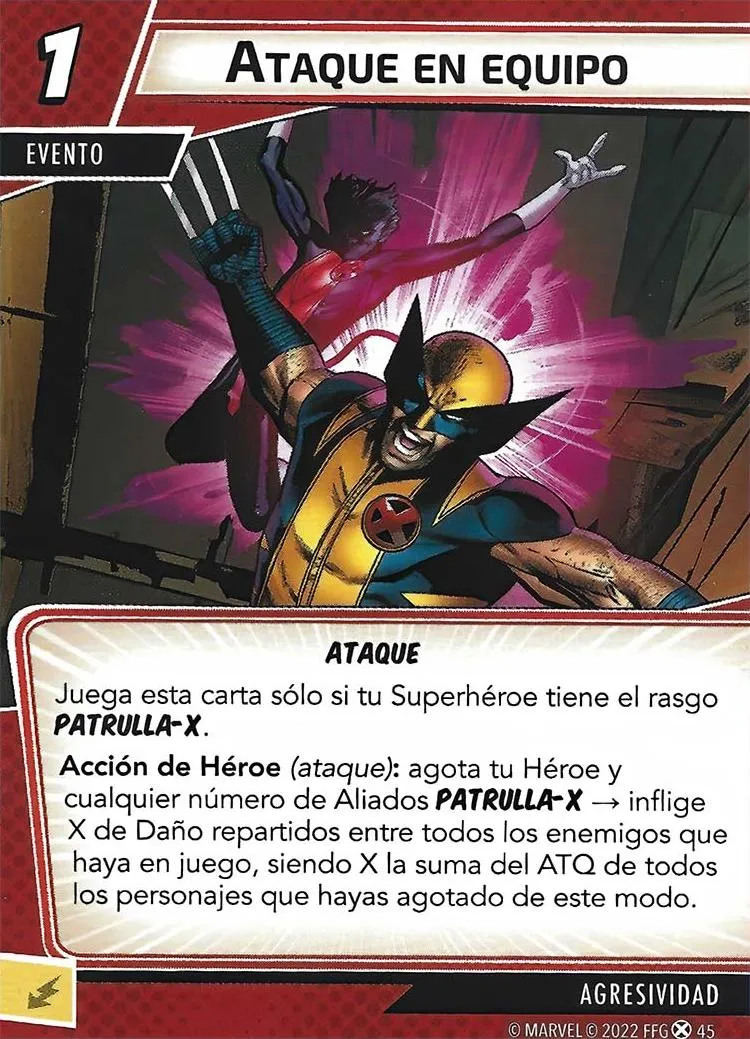 1
ATAQUE EN EQUIPO
EVENTO
ATAQUE
Juega esta carta sólo si tu Superhéroe tiene el rasgo
PATRULLA-X.
Acción de Héroe (ataque): agota tu Héroe y
cualquier número de Aliados PATRULLA-X → inflige
X de Daño repartidos entre todos los enemigos que
haya en juego, siendo X la suma del ATQ de todos
los personajes que hayas agotado de este modo.
AGRESIVIDAD
© MARVEL © 2022 FFG 45